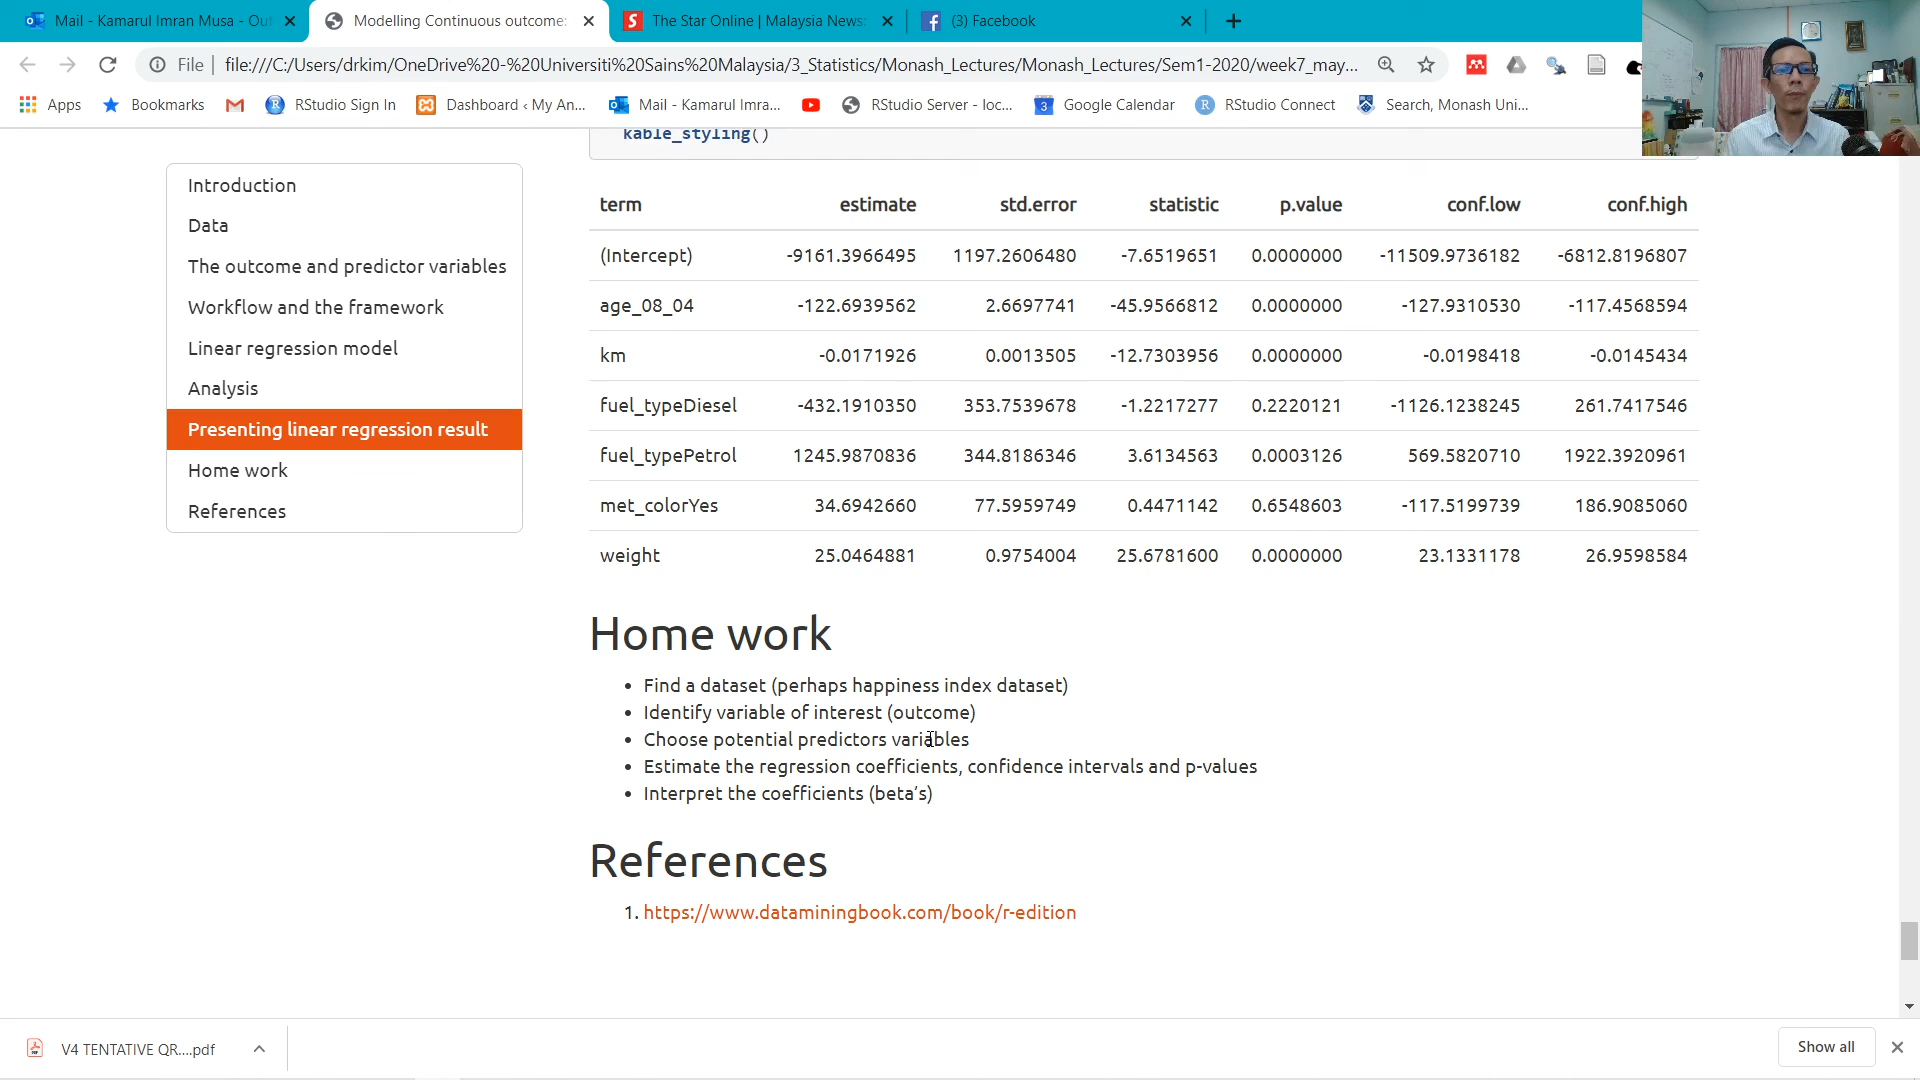 Mail - Kamarul Imran Musa - Out
Modelling Continuous outcome:
The Star Online | Malaysia News:
(3) Facebook
File
file:///C:/Users/drkim/OneDrive%20-%20Universiti%20Sains%20Malaysia/3_Statistics/Monash_Lectures/Monash_Lectures/Sem1-2020/week7_may...
Apps
Bookmarks
RStudio Sign In
Dashboard ‹ My An...
Mail - Kamarul Imra...
RStudio Server - loc...
Google Calendar
RStudio Connect
Search, Monash Uni...
kable_styling()
Introduction
Data
The outcome and predictor variables
Workflow and the framework
Linear regression model
Analysis
Presenting linear regression result
Home work
References
term estimate std.error statistic p.value conf.low conf.high
(Intercept) -9161.3966495 1197.2606480 -7.6519651 0.0000000 -11509.9736182 -6812.8196807
age_08_04 -122.6939562 2.6697741 -45.9566812 0.0000000 -127.9310530 -117.4568594
km -0.0171926 0.0013505 -12.7303956 0.0000000 -0.0198418 -0.0145434
fuel_typeDiesel -432.1910350 353.7539678 -1.2217277 0.2220121 -1126.1238245 261.7417546
fuel_typePetrol 1245.9870836 344.8186346 3.6134563 0.0003126 569.5820710 1922.3920961
met_colorYes 34.6942660 77.5959749 0.4471142 0.6548603 -117.5199739 186.9085060
weight 25.0464881 0.9754004 25.6781600 0.0000000 23.1331178 26.9598584
Home work
• Find a dataset (perhaps happiness index dataset)
• Identify variable of interest (outcome)
• Choose potential predictors variables
• Estimate the regression coefficients, confidence intervals and p-values
• Interpret the coefficients (beta's)
References
1. https://www.dataminingbook.com/book/r-edition
V4 TENTATIVE QR....pdf
Show all